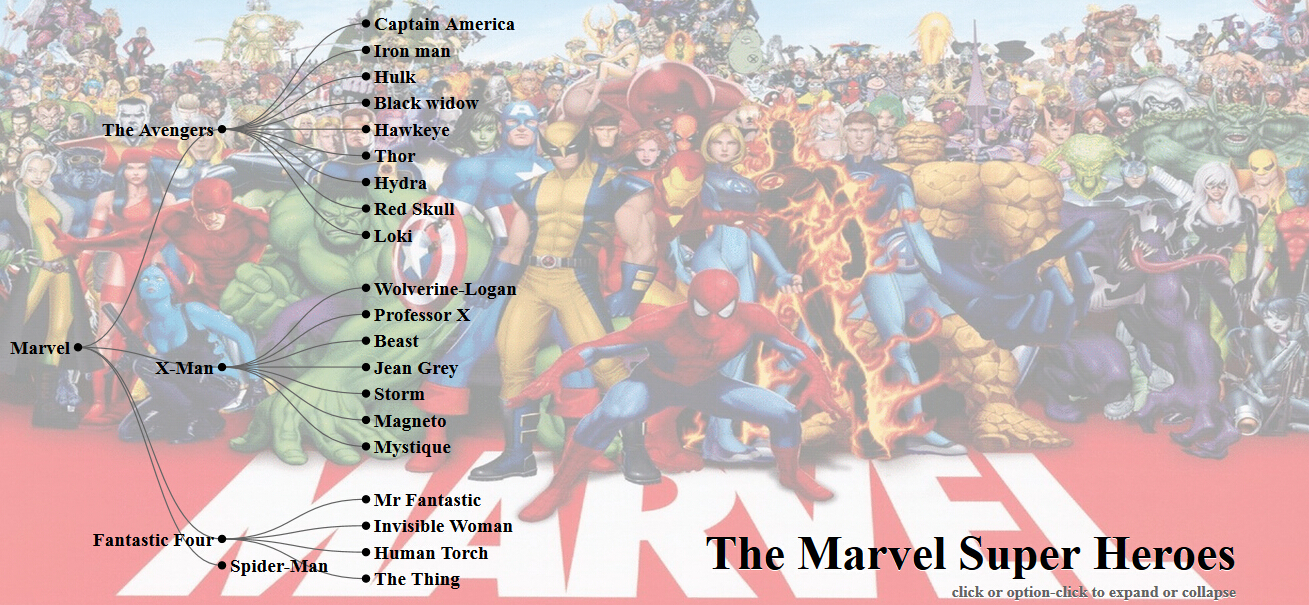 Captain America
Iron man
Hulk
Black widow
The Avengers
Hawkeye
Thor
Hydra
Red Skull
Loki
Wolverine-Logan
Professor X
Beast
Marvel
X-Man
Jean Grey
Storm
Magneto
Mystique
Mr Fantastic
Invisible Woman
Fantastic Four
Human Torch
Spider-Man
The Thing
MARVEL
The Marvel Super Heroes
click or option-click to expand or collapse